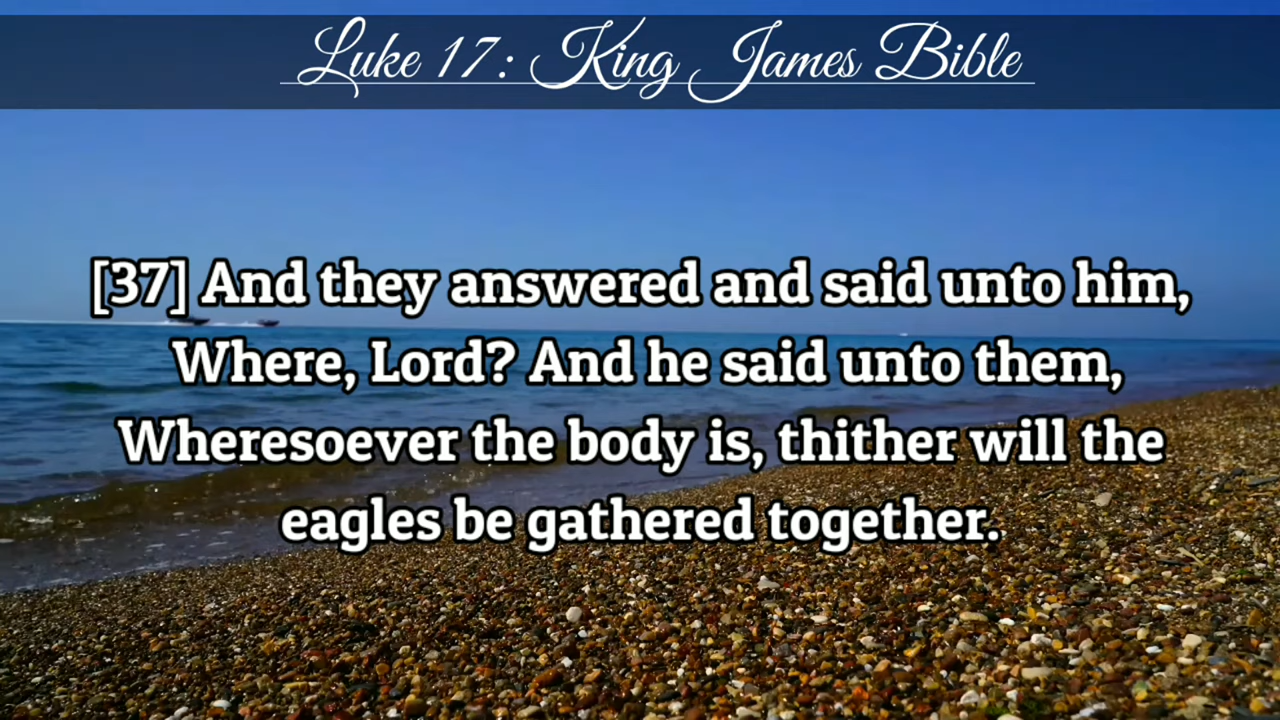 Luke 17: King James Bible
[37] And they answered and said unto him,
Where, Lord? And he said unto them,
Wheresoever the body is, thither will the
eagles be gathered together.